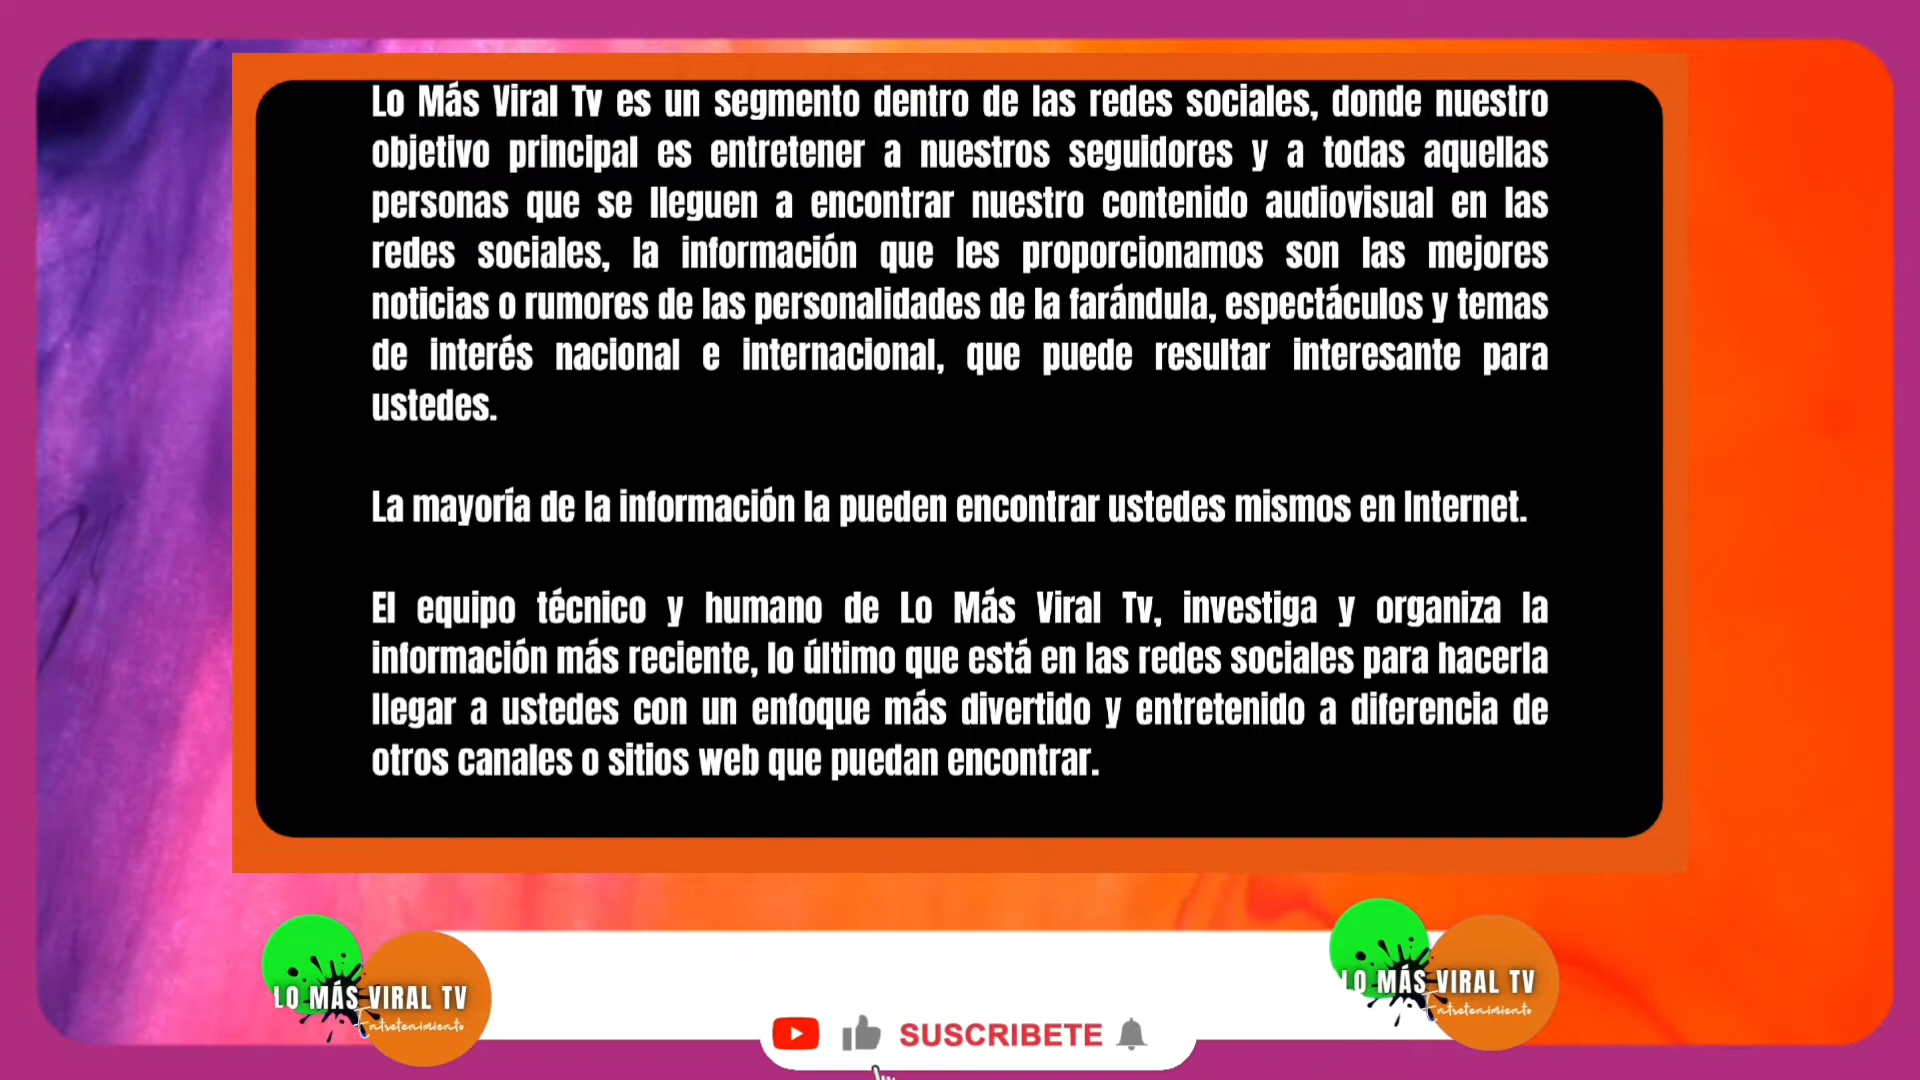 Lo Más Viral Tv es un segmento dentro de las redes sociales, donde nuestro
objetivo principal es entretener a nuestros seguidores y a todas aquellas
personas que se lleguen a encontrar nuestro contenido audiovisual en las
redes sociales, la información que les proporcionamos son las mejores
noticias o rumores de las personalidades de la farándula, espectáculos y temas
de interés nacional e internacional, que puede resultar interesante para
ustedes.
La mayoría de la información la pueden encontrar ustedes mismos en Internet.
El equipo técnico y humano de Lo Más Viral Tv, investiga y organiza la
información más reciente, lo último que está en las redes sociales para hacerla
llegar a ustedes con un enfoque más divertido y entretenido a diferencia de
otros canales o sitios web que puedan encontrar.
LO MÁS VIRAL TV
Entretenimiento
LO MÁS VIRAL TV
Entretenimiento
SUSCRIBETE